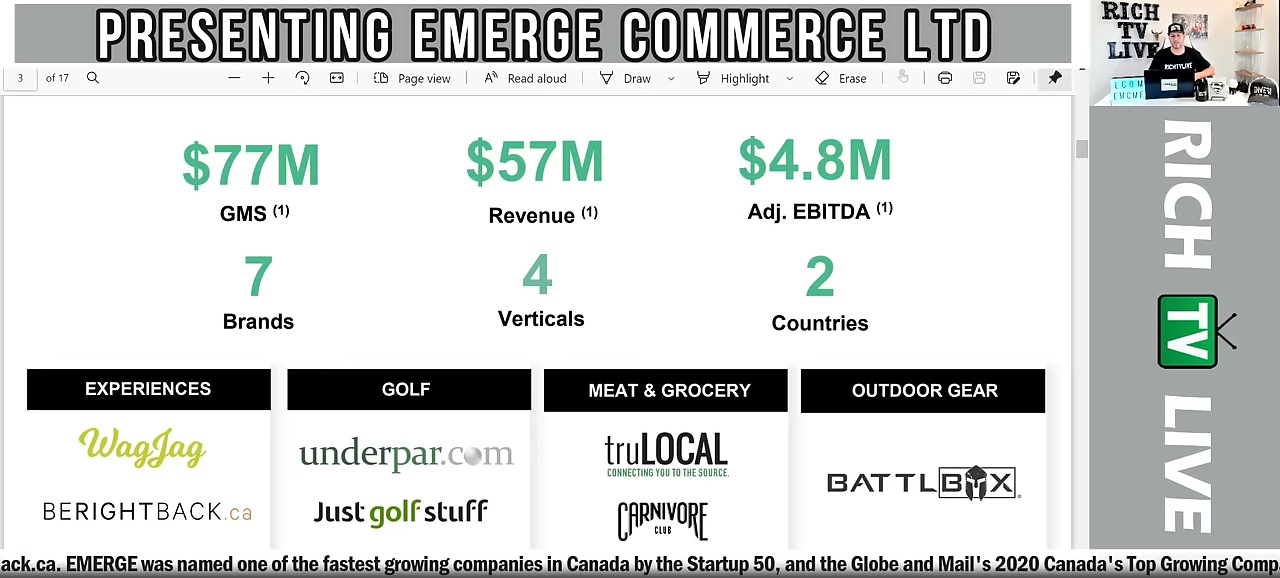 PRESENTING EMERGE COMMERCE LTD
RICH
TV
LIVE
3 of 17 Page view Read aloud Draw Highlight Erase
$77M $57M $4.8M
GMS (1) Revenue (1) Adj. EBITDA (1)
7 4 2
Brands Verticals Countries
EXPERIENCES GOLF MEAT & GROCERY OUTDOOR GEAR
WagJag underpar.com truLOCAL BATTLBOX
CONNECTING YOU TO THE SOURCE.
BERIGHTBACK.ca Just golf stuff CARNIVORE
CLUB
RICH TV LIVE
RICHTVLIVE
ack.ca. EMERGE was named one of the fastest growing companies in Canada by the Startup 50, and the Globe and Mail's 2020 Canada's Top Growing Comp